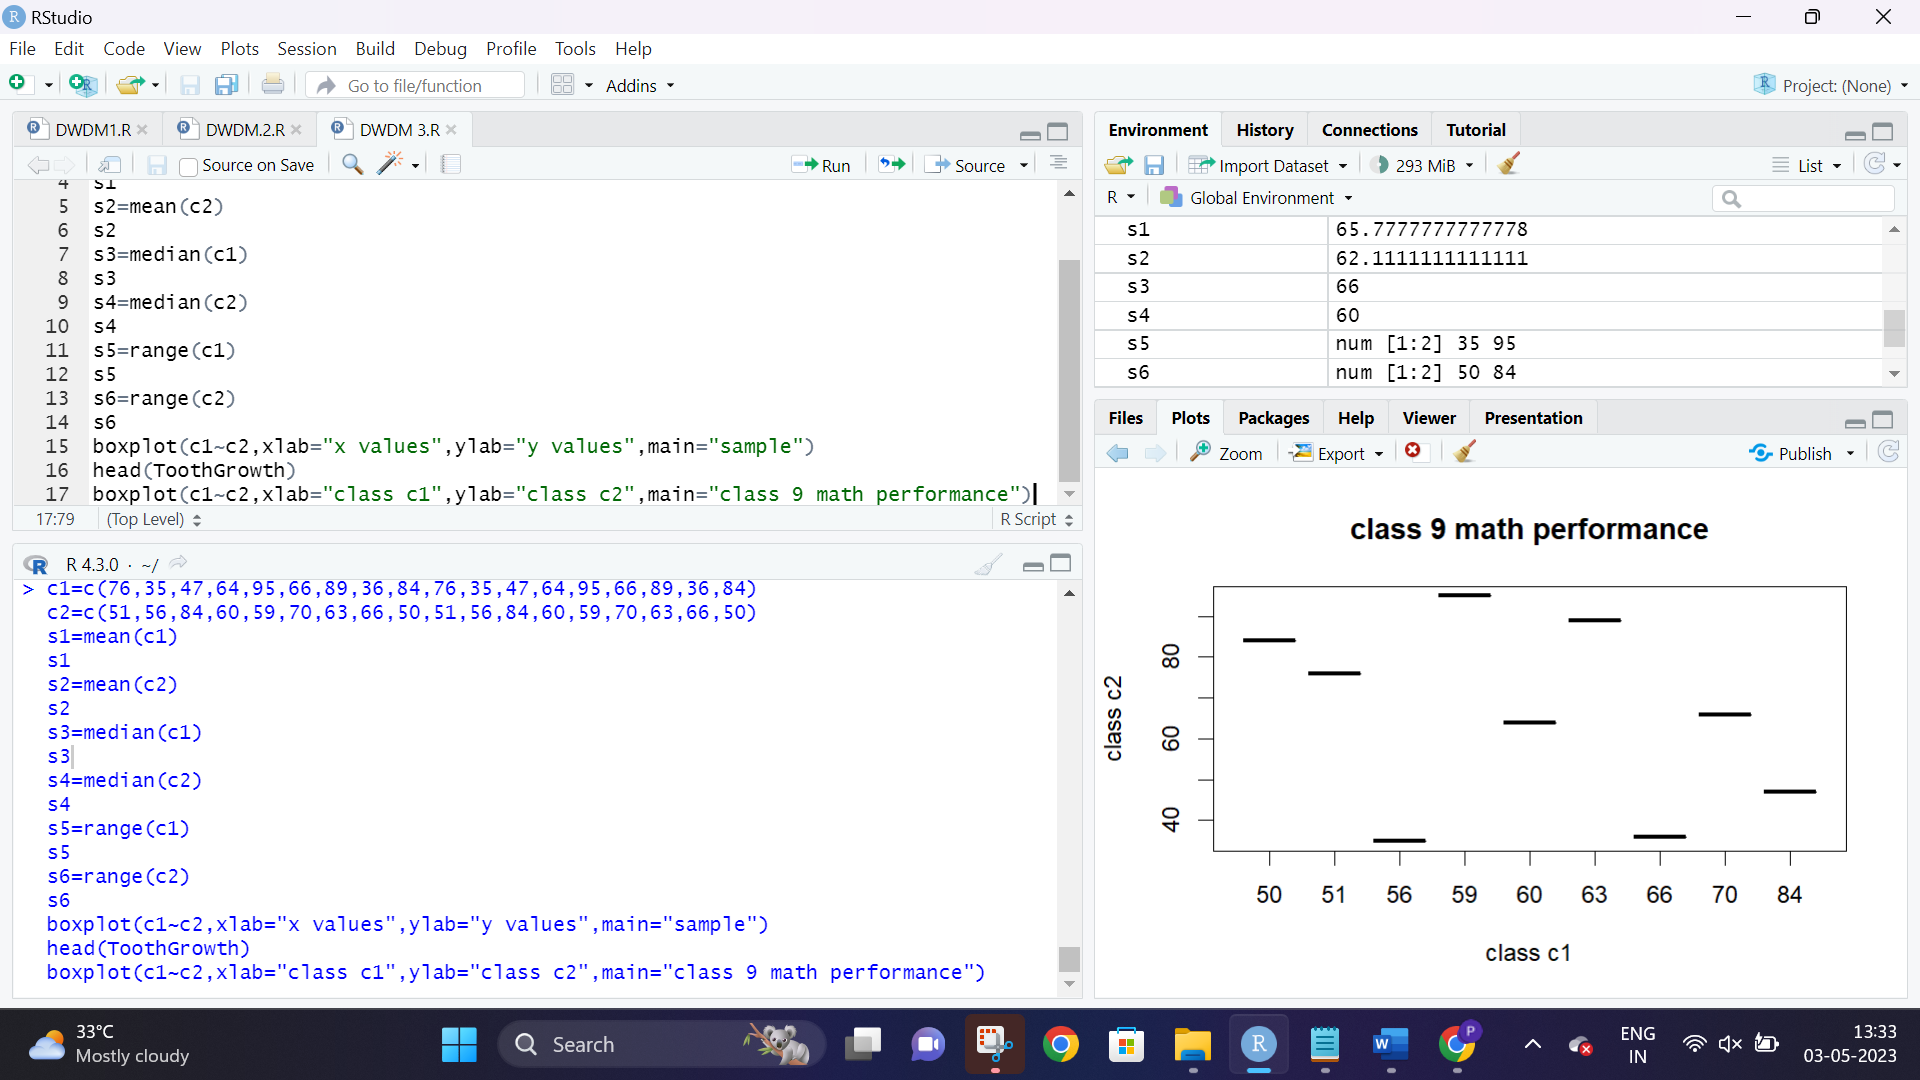 RStudio
File Edit Code View Plots Session Build Debug Profile Tools Help
Go to file/function Addins Project: (None)
DWDM1.R DWDM.2.R DWDM 3.R
Source on Save Run Source
4 s1
5 s2=mean(c2)
6 s2
7 s3=median(c1)
8 s3
9 s4=median(c2)
10 s4
11 s5=range(c1)
12 s5
13 s6=range(c2)
14 s6
15 boxplot(c1~c2,xlab="x values",ylab="y values",main="sample")
16 head(ToothGrowth)
17 boxplot(c1~c2,xlab="class c1",ylab="class c2",main="class 9 math performance")
17:79 (Top Level) R Script
R 4.3.0 · ~/
> c1=c(76,35,47,64,95,66,89,36,84,76,35,47,64,95,66,89,36,84)
c2=c(51,56,84,60,59,70,63,66,50,51,56,84,60,59,70,63,66,50)
s1=mean(c1)
s1
s2=mean(c2)
s2
s3=median(c1)
s3
s4=median(c2)
s4
s5=range(c1)
s5
s6=range(c2)
s6
boxplot(c1~c2,xlab="x values",ylab="y values",main="sample")
head(ToothGrowth)
boxplot(c1~c2,xlab="class c1",ylab="class c2",main="class 9 math performance")
Environment History Connections Tutorial
Import Dataset 293 MiB List
R Global Environment
s1 65.7777777777778
s2 62.1111111111111
s3 66
s4 60
s5 num [1:2] 35 95
s6 num [1:2] 50 84
Files Plots Packages Help Viewer Presentation
Zoom Export Publish
class 9 math performance
class c2
80
60
40
50 51 56 59 60 63 66 70 84
class c1
33°C
Mostly cloudy
Search
ENG
IN
13:33
03-05-2023